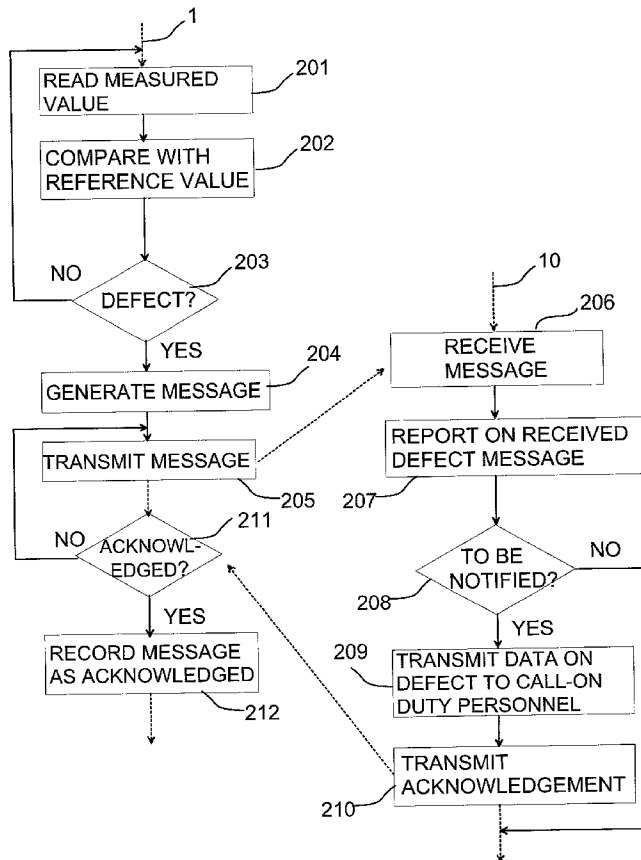 1
READ MEASURED
VALUE
201
COMPARE WITH
REFERENCE VALUE
202
NO
203
DEFECT?
YES
GENERATE MESSAGE
204
TRANSMIT MESSAGE
205
211
NO
ACKNOWL-
EDGED?
YES
RECORD MESSAGE
AS ACKNOWLEDGED
212
10
206
RECEIVE
MESSAGE
REPORT ON RECEIVED
DEFECT MESSAGE
207
TO BE
NOTIFIED?
NO
208
YES
209
TRANSMIT DATA ON
DEFECT TO CALL-ON
DUTY PERSONNEL
TRANSMIT
ACKNOWLEDGEMENT
210